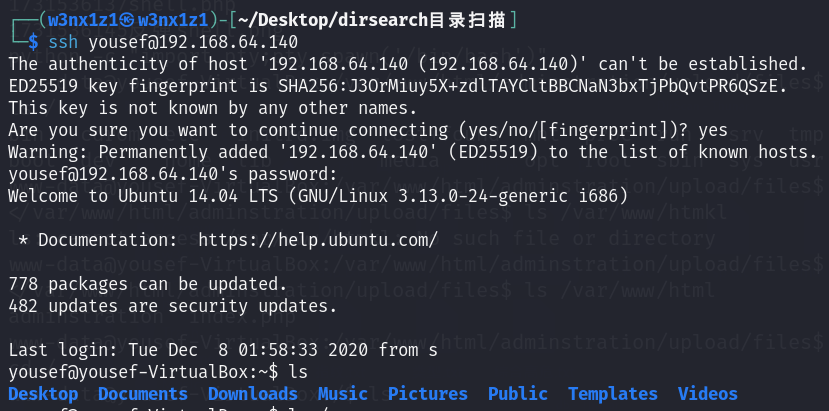 ┌──(w3nx1z1㉿w3nx1z1)-[~/Desktop/dirsearch目录扫描]
└─$ ssh yousef@192.168.64.140
The authenticity of host '192.168.64.140 (192.168.64.140)' can't be established.
ED25519 key fingerprint is SHA256:J3OrMiuy5X+zdlTAYCltBBCNaN3bxTjPbQvtPR6QSzE.
This key is not known by any other names.
Are you sure you want to continue connecting (yes/no/[fingerprint])? yes
Warning: Permanently added '192.168.64.140' (ED25519) to the list of known hosts.
yousef@192.168.64.140's password:
Welcome to Ubuntu 14.04 LTS (GNU/Linux 3.13.0-24-generic i686)
* Documentation:  https://help.ubuntu.com/
778 packages can be updated.
482 updates are security updates.
Last login: Tue Dec  8 01:58:33 2020 from s
yousef@yousef-VirtualBox:~$ ls
Desktop  Documents  Downloads  Music  Pictures  Public  Templates  Videos